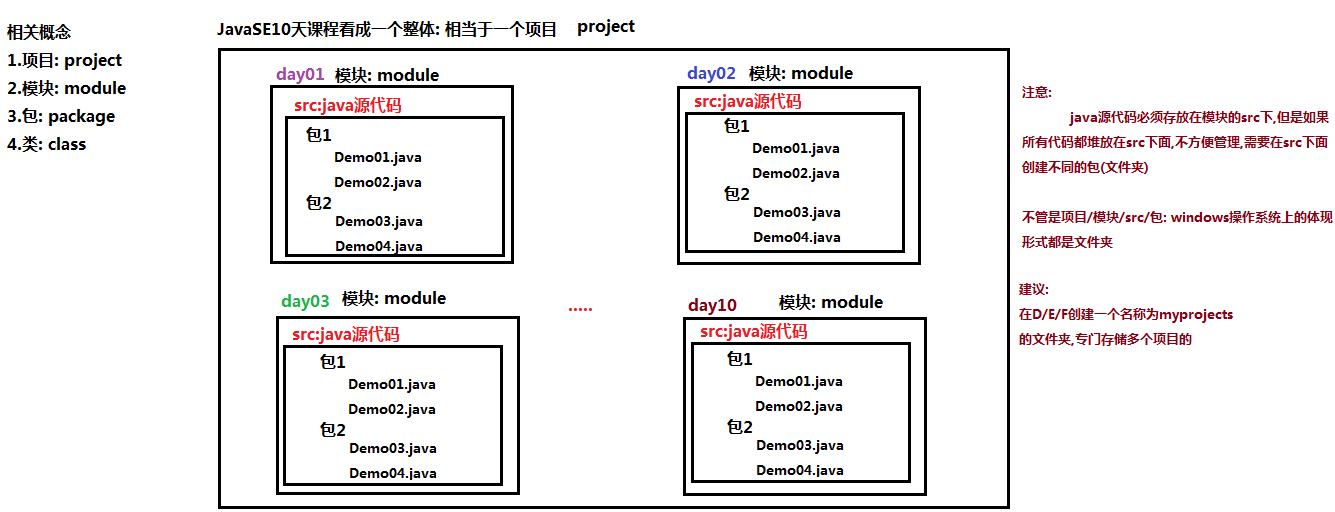 相关概念
1.项目: project
2.模块: module
3.包: package
4.类: class
JavaSE10天课程看成一个整体: 相当于一个项目 project
day01 模块: module
src:java源代码
包1
Demo01.java
Demo02.java
包2
Demo03.java
Demo04.java
day02 模块: module
src:java源代码
包1
Demo01.java
Demo02.java
包2
Demo03.java
Demo04.java
day03 模块: module
src:java源代码
包1
Demo01.java
Demo02.java
包2
Demo03.java
Demo04.java
.....
day10 模块: module
src:java源代码
包1
Demo01.java
Demo02.java
包2
Demo03.java
Demo04.java
注意:
java源代码必须存放在模块的src下,但是如果
所有代码都堆放在src下面,不方便管理,需要在src下面
创建不同的包(文件夹)
不管是项目/模块/src/包: windows操作系统上的体现
形式都是文件夹
建议:
在D/E/F创建一个名称为myprojects
的文件夹,专门存储多个项目的